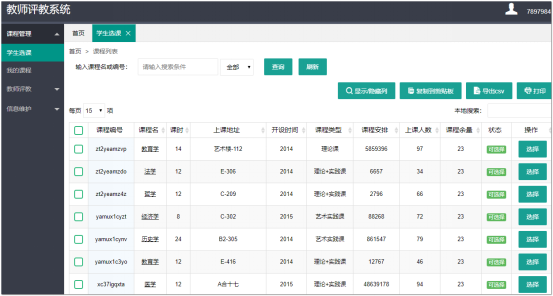 教师评教系统
7897984
课程管理
首页 学生选课 ×
学生选课
首页 > 课程列表
我的课程
输入课程名或编号： 请输入搜索条件 全部 查询 刷新
教师评教
信息维护
显示/隐藏列 复制到剪贴板 导出csv 打印
每页 15 项
本地搜索：
课程编号 课程名 课时 上课地址 开设时间 课程类型 课程安排 上课人数 课程余量 状态 操作
zt2yeamzvp 教育学 14 艺术楼-112 2014 理论课 5859396 97 23 可选择 选择
zt2yeamzdo 法学 12 E-306 2014 理论+实践课 6657 34 23 可选择 选择
zt2yeamz4z 哲学 12 C-209 2014 理论+实践课 2796 66 23 可选择 选择
yamux1cyzt 经济学 8 C-302 2015 艺术实践课 88268 72 23 可选择 选择
yamux1cynv 历史学 24 B2-305 2014 艺术实践课 861547 79 23 可选择 选择
yamux1c3yo 教育学 12 E-416 2014 理论+实践课 12767 46 23 可选择 选择
xc37lgqxta 医学 12 A合十七 2015 理论+实践课 48639178 94 23 可选择 选择